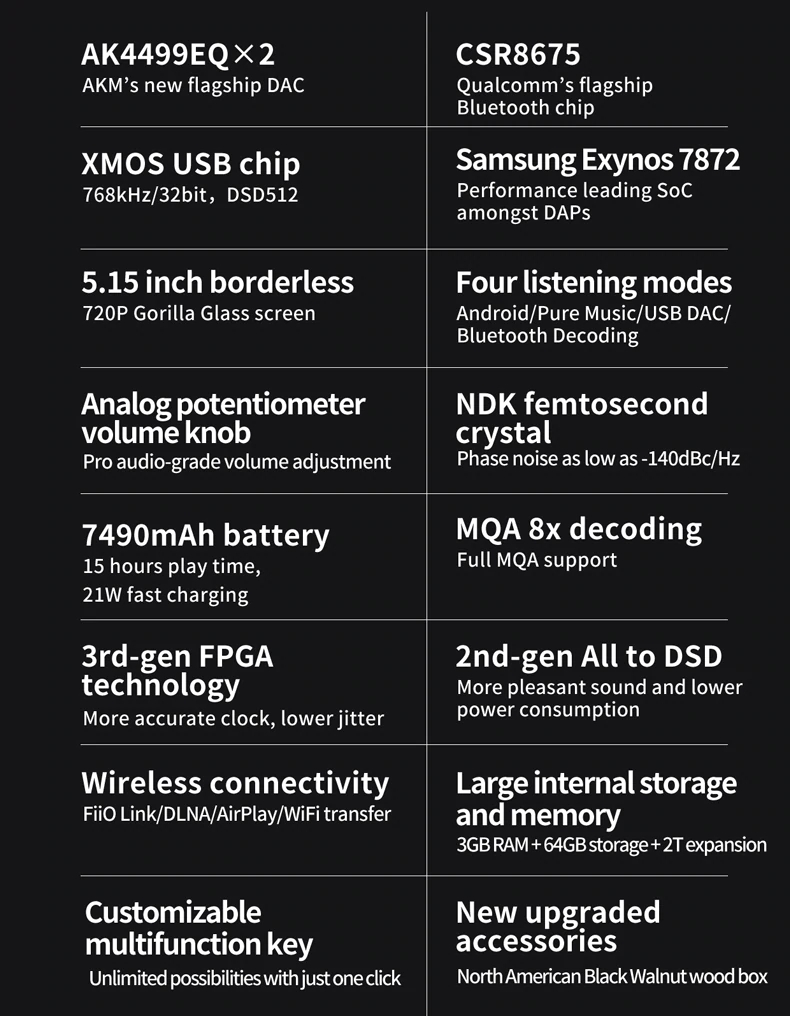 AK4499EQ×2
AKM's new flagship DAC
CSR8675
Qualcomm's flagship
Bluetooth chip
XMOS USB chip
768kHz/32bit，DSD512
Samsung Exynos 7872
Performance leading SoC
amongst DAPs
5.15 inch borderless
720P Gorilla Glass screen
Four listening modes
Android/Pure Music/USB DAC/
Bluetooth Decoding
Analog potentiometer
volume knob
Pro audio-grade volume adjustment
NDK femtosecond
crystal
Phase noise as low as -140dBc/Hz
7490mAh battery
15 hours play time,
21W fast charging
MQA 8x decoding
Full MQA support
3rd-gen FPGA
technology
More accurate clock, lower jitter
2nd-gen All to DSD
More pleasant sound and lower
power consumption
Wireless connectivity
FiiO Link/DLNA/AirPlay/WiFi transfer
Large internal storage
and memory
3GB RAM + 64GB storage + 2T expansion
Customizable
multifunction key
Unlimited possibilities with just one click
New upgraded
accessories
North American Black Walnut wood box